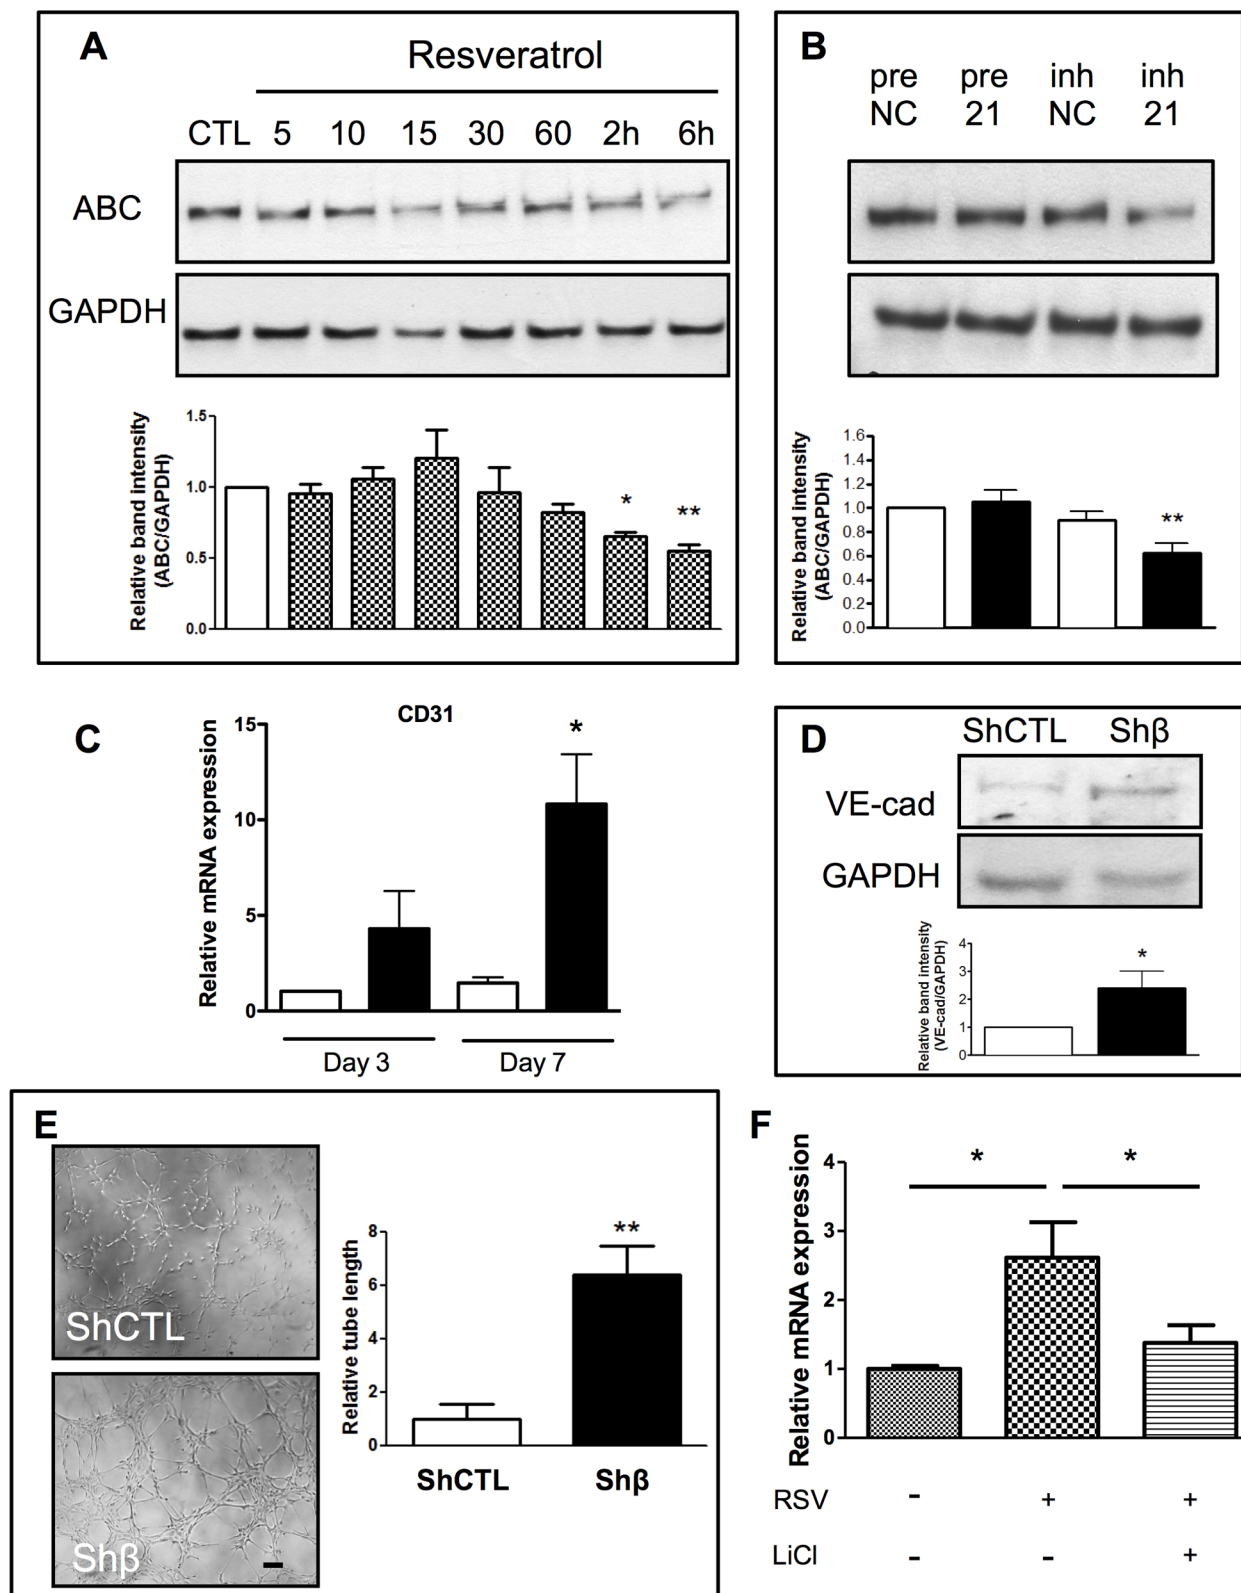 A
Resveratrol
CTL 5 10 15 30 60 2h 6h
ABC
GAPDH
Relative band intensity
(ABC/GAPDH)
1.5
1.0
0.5
0.0
*
**
B
pre pre inh inh
NC 21 NC 21
Relative band intensity
(ABC/GAPDH)
1.6
1.4
1.2
1.0
0.8
0.6
0.4
0.2
0.0
**
C
CD31
Relative mRNA expression
15
10
5
0
*
Day 3 Day 7
D
ShCTL Shβ
VE-cad
GAPDH
Relative band intensity
(VE-cad/GAPDH)
4
3
2
1
0
*
E
ShCTL
Shβ
Relative tube length
8
6
4
2
0
**
ShCTL Shβ
F
Relative mRNA expression
4
3
2
1
0
* *
RSV - + +
LiCl - - +